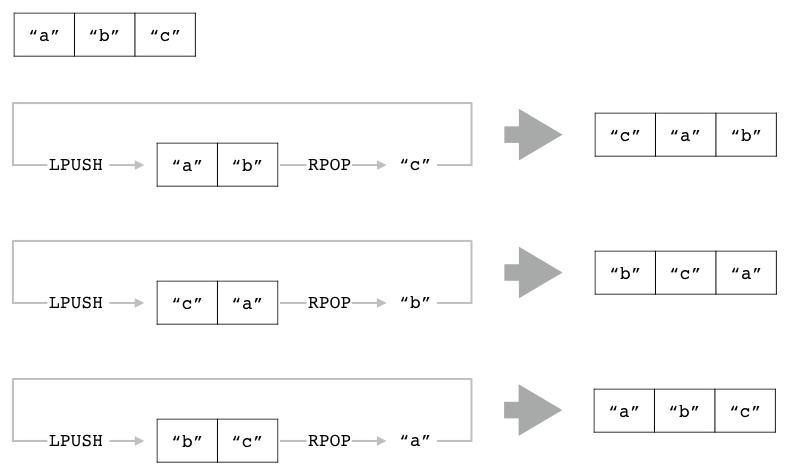 “a” “b” “c”
“c” “a” “b”
LPUSH “a” “b” RPOP “c”
“b” “c” “a”
LPUSH “c” “a” RPOP “b”
“a” “b” “c”
LPUSH “b” “c” RPOP “a”